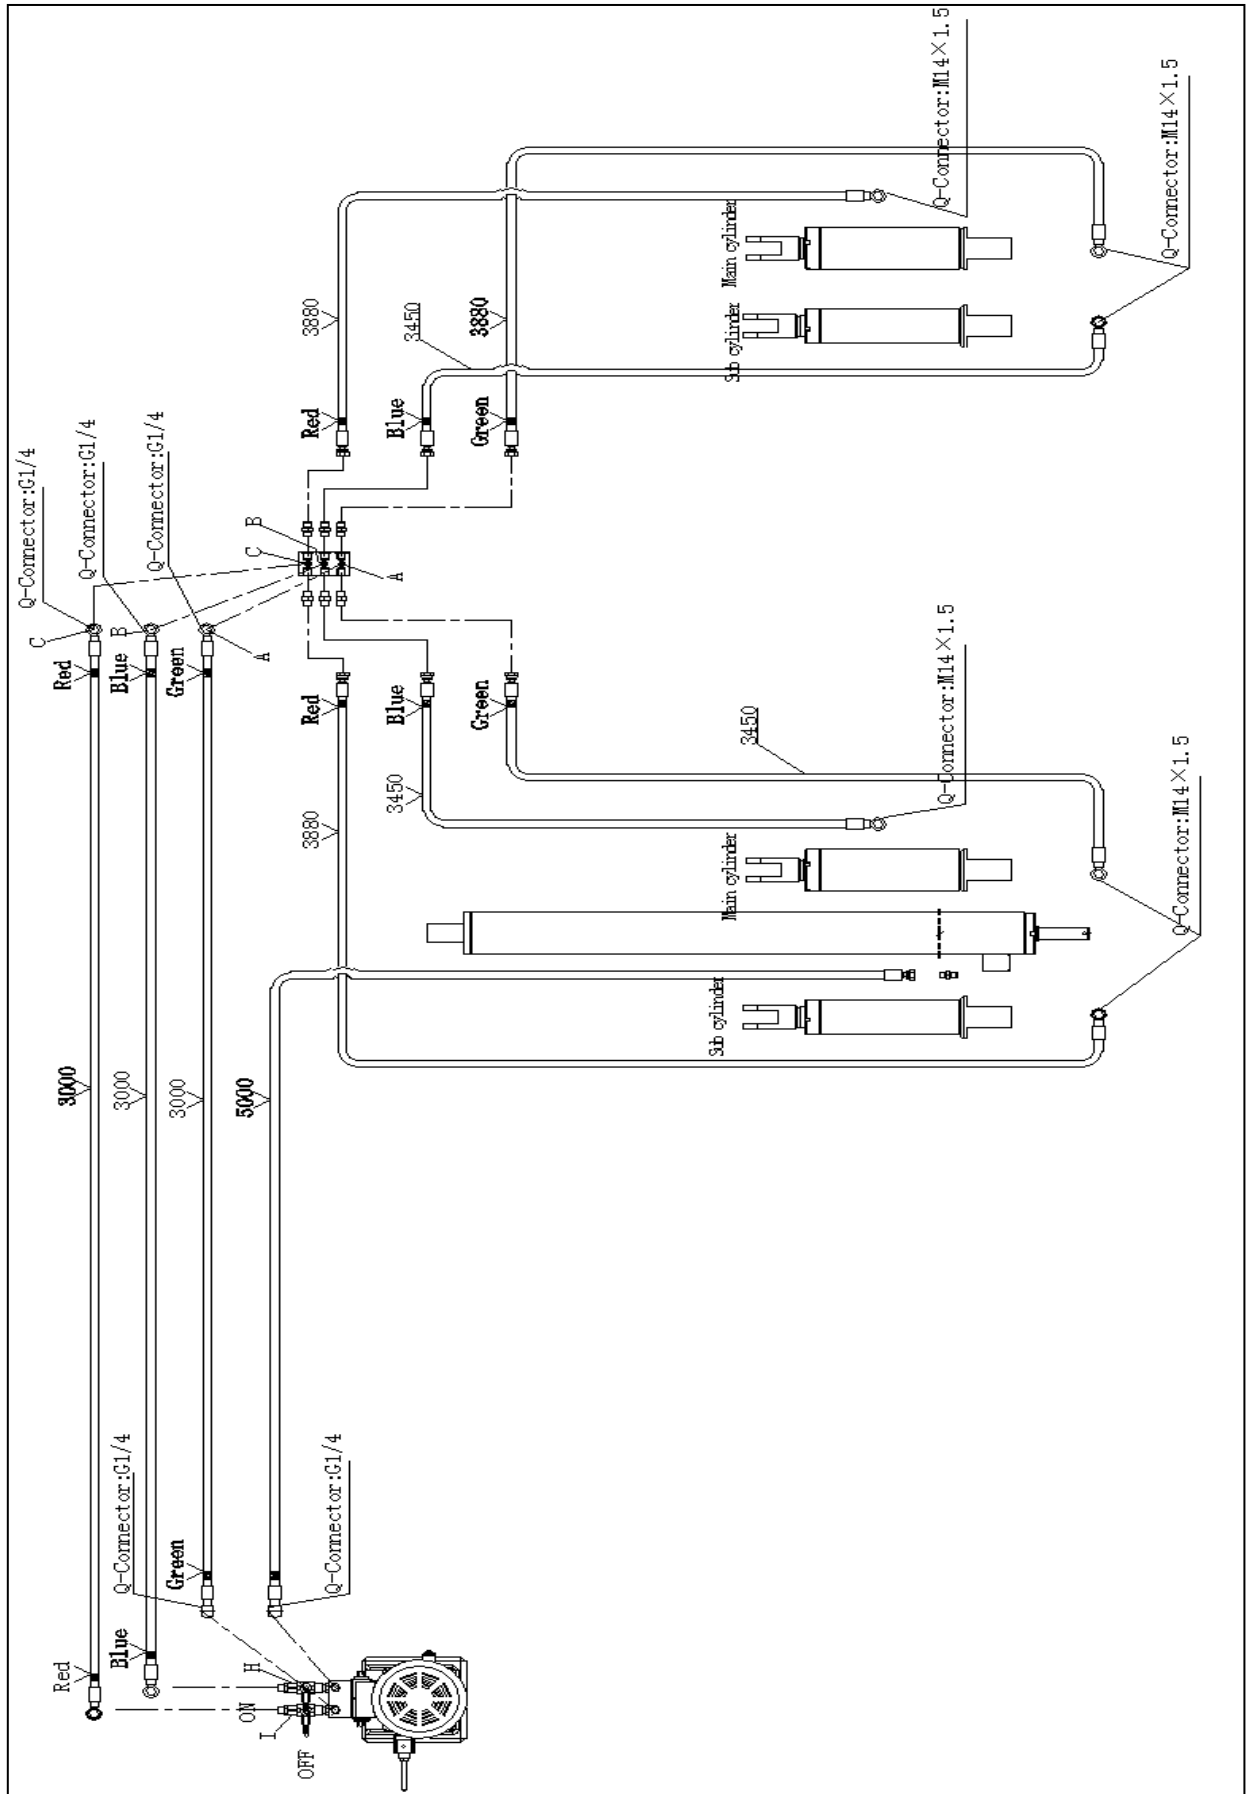 Q-Connector:M14×1.5
Q-Connector:M14×1.5
Main cylinder
Sub cylinder
3880
3450
3880
Red
Blue
Green
Q-Connector:G1/4
Q-Connector:G1/4
Q-Connector:G1/4
C
B
A
C
B
A
Red
Blue
Green
Red
Blue
Green
Q-Connector:M14×1.5
Q-Connector:M14×1.5
3450
3450
3880
Main cylinder
Sub cylinder
3000
3000
3000
5000
Q-Connector:G1/4
Q-Connector:G1/4
Green
Blue
Red
H
ON
I
OFF